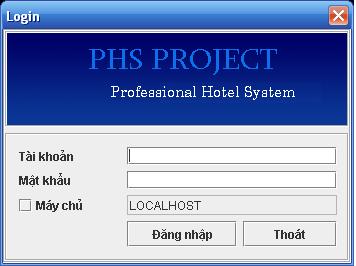 Login
PHS PROJECT
Professional Hotel System
Tài khoản
Mật khẩu
Máy chủ LOCALHOST
Đăng nhập Thoát